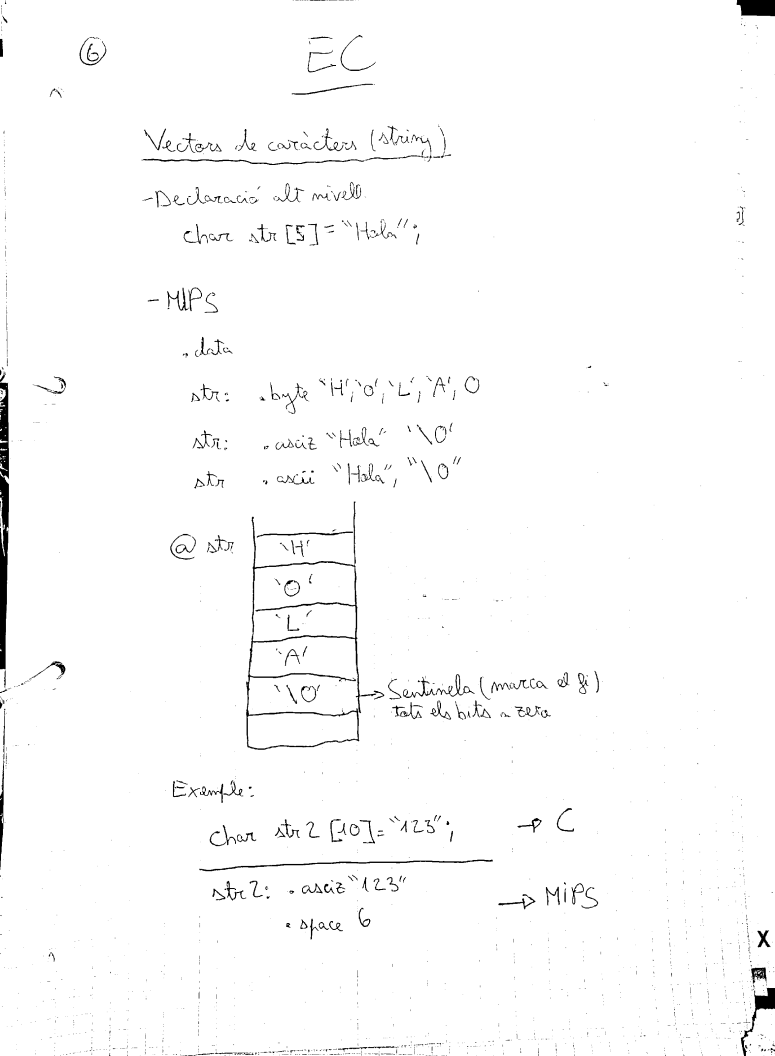 6
EC
Vectors de caràcters (string)
-Declaració alt nivell.
char str [5] = "Hola";
- MIPS
.data
str: .byte 'H', 'O', 'L', 'A', 0
str: .asciz "Hola" '\0'
str .ascii "Hola", "\0"
@ str
'H'
'O'
'L'
'A'
'\0' → Sentinela (marca el fi)
tots els bits a zero
Exemple:
char str2 [10] = "123"; → C
str2: .asciz "123"
→ MIPS
.space 6
X